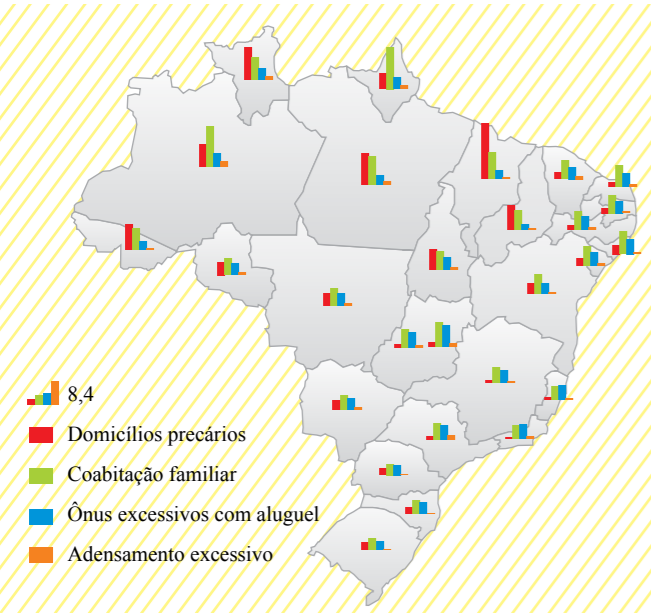 8,4
Domicílios precários
Coabitação familiar
Ônus excessivos com aluguel
Adensamento excessivo